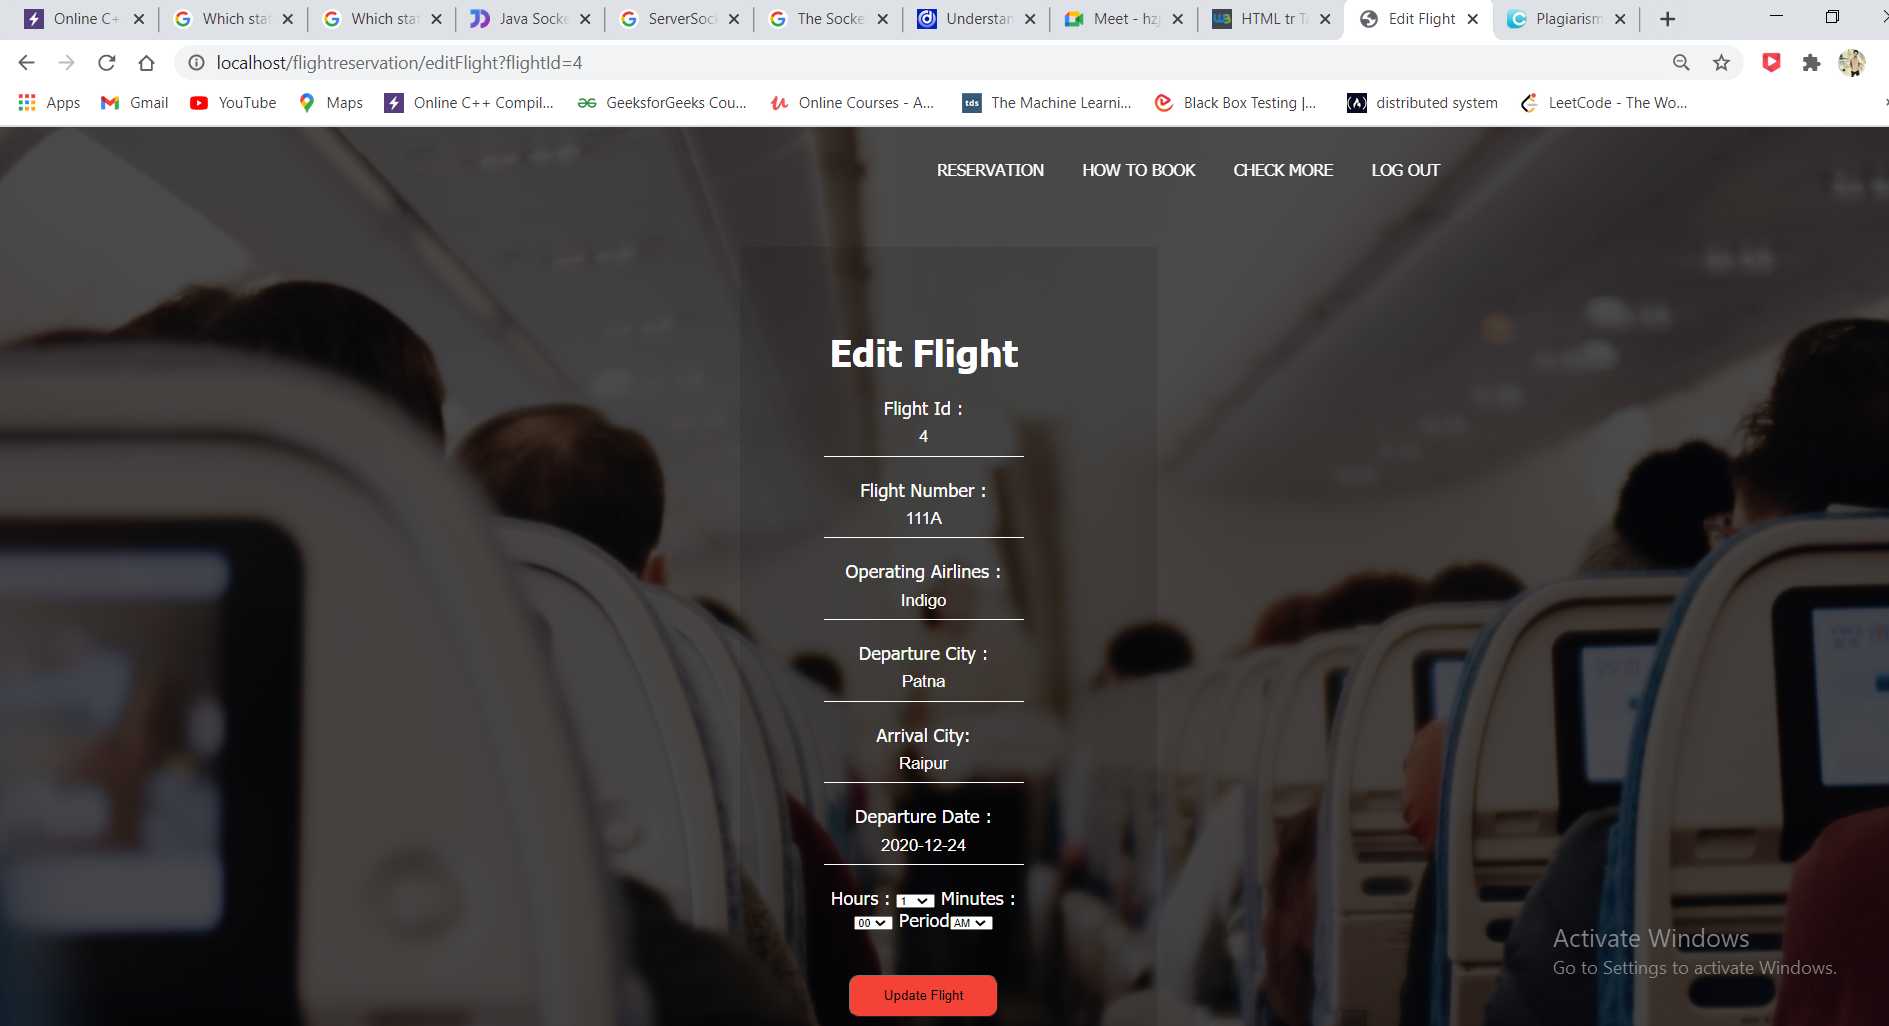 Online C+ Which stat Which stat Java Socke ServerSock The Socke Understan Meet - hzj HTML tr Ta Edit Flight Plagiarism
localhost/flightreservation/editFlight?flightId=4
Apps Gmail YouTube Maps Online C++ Compil... GeeksforGeeks Cou... Online Courses - A... tds The Machine Learni... Black Box Testing |... distributed system LeetCode - The Wo...
RESERVATION HOW TO BOOK CHECK MORE LOG OUT
Edit Flight
Flight Id :
4
Flight Number :
111A
Operating Airlines :
Indigo
Departure City :
Patna
Arrival City:
Raipur
Departure Date :
2020-12-24
Hours : 1 Minutes :
00 Period AM
Update Flight
Activate Windows
Go to Settings to activate Windows.